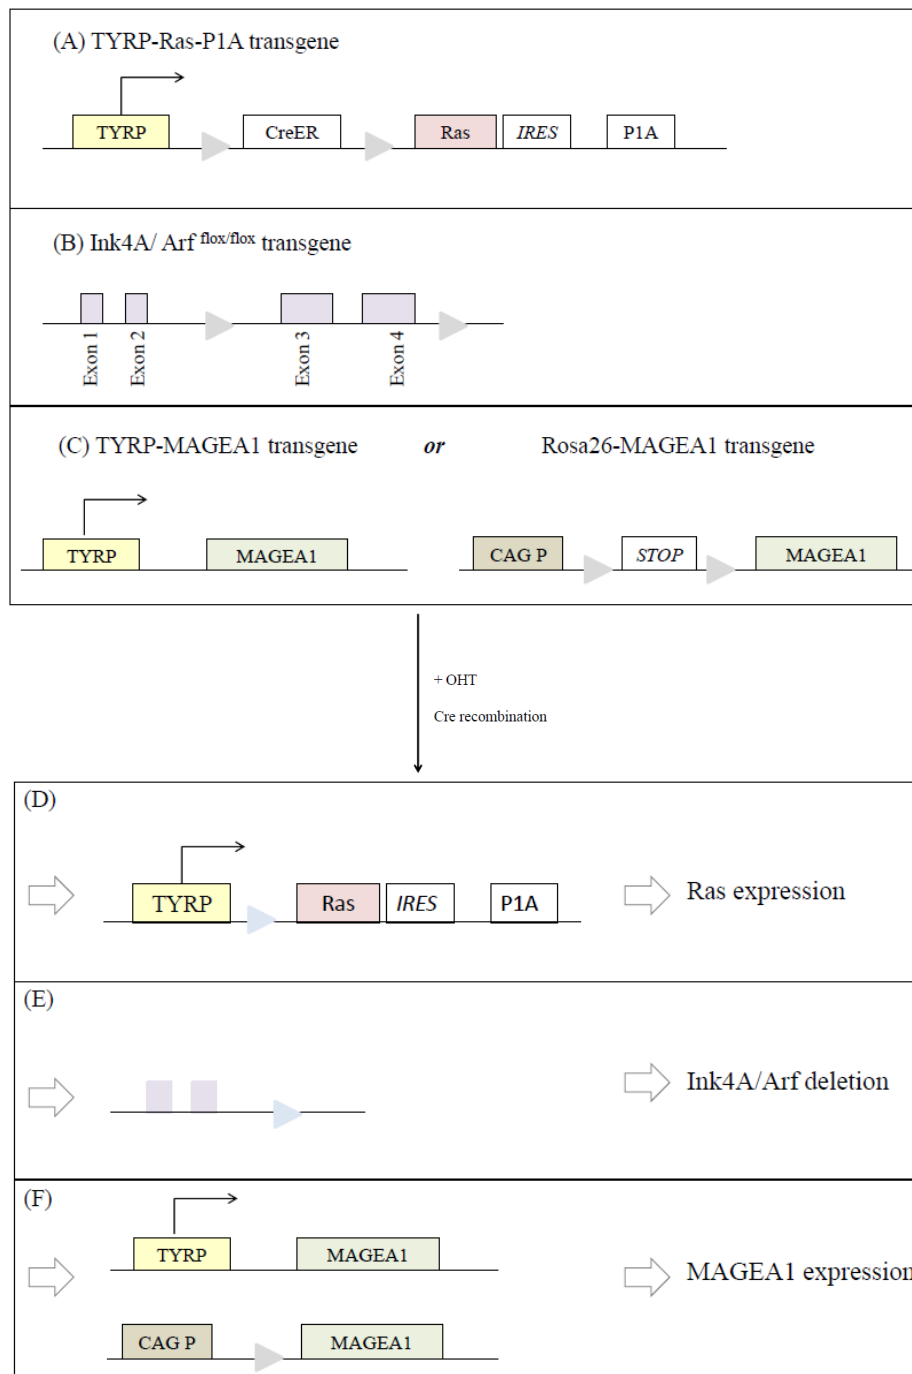 (A) TYRP-Ras-P1A transgene
TYRP CreER Ras IRES P1A
(B) Ink4A/ Arf flox/flox transgene
Exon 1 Exon 2 Exon 3 Exon 4
(C) TYRP-MAGEA1 transgene or Rosa26-MAGEA1 transgene
TYRP MAGEA1 CAG P STOP MAGEA1
+ OHT
Cre recombination
(D)
TYRP Ras IRES P1A Ras expression
(E)
Ink4A/Arf deletion
(F)
TYRP MAGEA1 MAGEA1 expression
CAG P MAGEA1